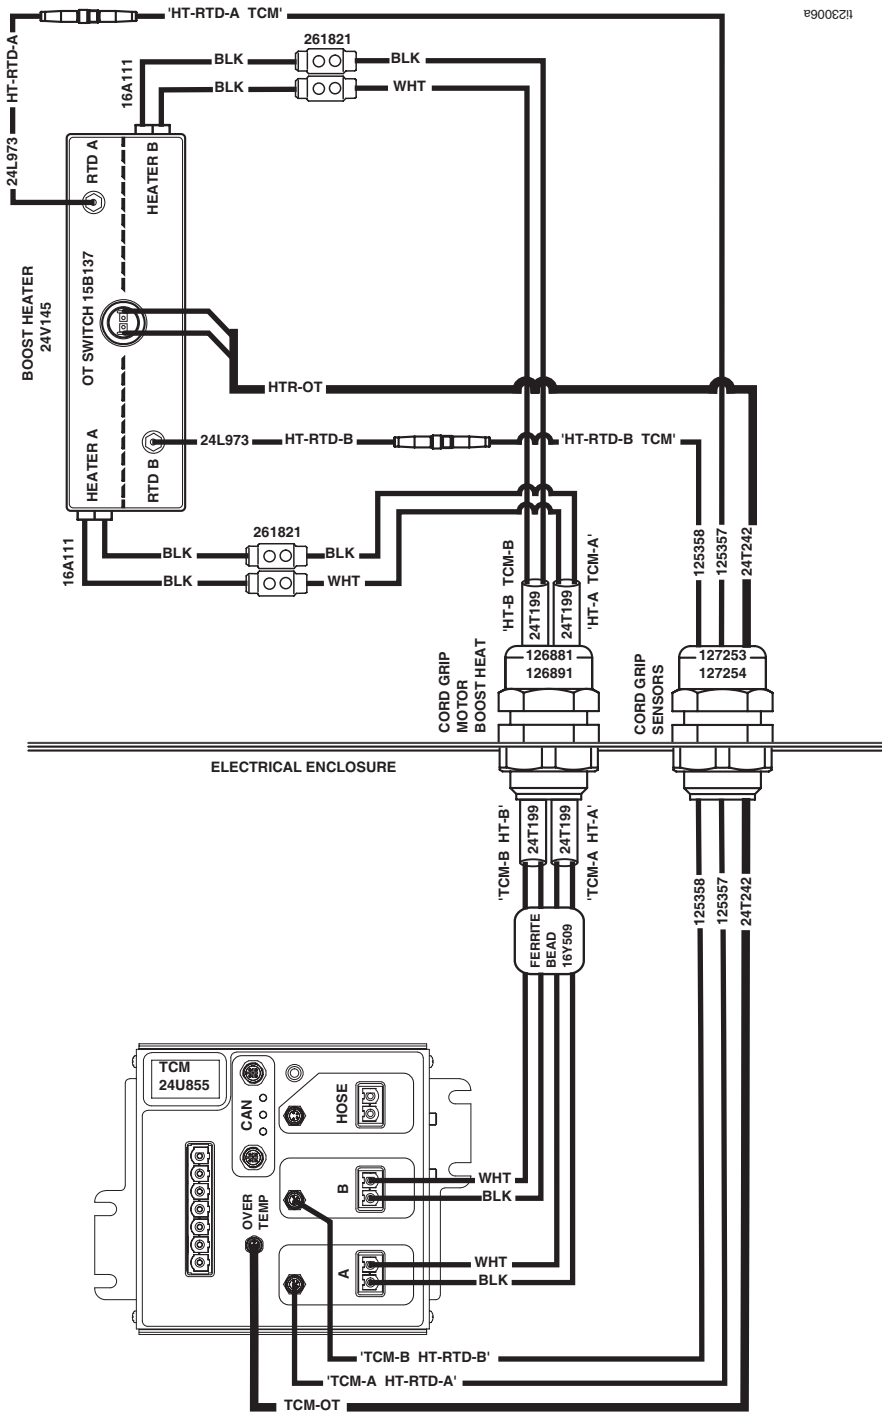 'HT-RTD-A TCM'
ti23006a
HT-RTD-A
24L973
261821
BLK
BLK
BLK
WHT
16A111
RTD A
HEATER B
BOOST HEATER
24V145
OT SWITCH 15B137
HTR-OT
HEATER A
RTD B
24L973
HT-RTD-B
'HT-RTD-B TCM'
16A111
261821
BLK
BLK
BLK
WHT
'HT-B TCM-B
24T199
24T199
'HT-A TCM-A'
125358
125357
24T242
126881
126891
CORD GRIP
MOTOR
BOOST HEAT
127253
127254
CORD GRIP
SENSORS
ELECTRICAL ENCLOSURE
'TCM-B HT-B'
24T199
24T199
'TCM-A HT-A'
125358
125357
24T242
FERRITE
BEAD
16Y509
TCM
24U855
CAN
HOSE
OVER
TEMP
B
WHT
BLK
A
WHT
BLK
'TCM-B HT-RTD-B'
'TCM-A HT-RTD-A'
TCM-OT